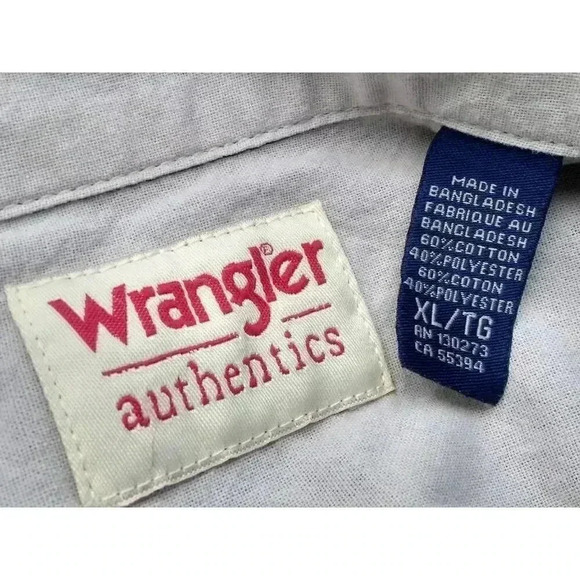 Wrangler®
authentics
MADE IN
BANGLADESH
FABRIQUE AU
BANGLADESH
60%COTTON
40%POLYESTER
60%COTON
40%POLYESTER
XL/TG
RN 130273
CA 55394